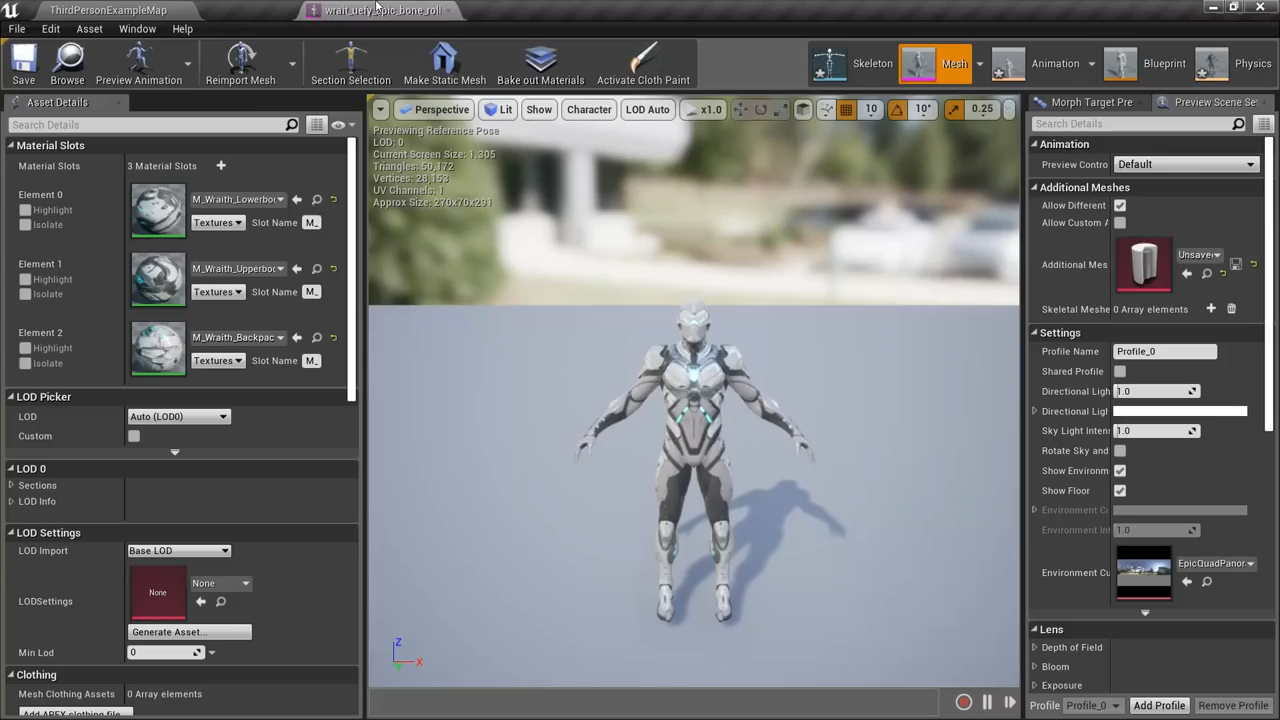 ThirdPersonExampleMap
wrait_uefy_epic_bone_roll
File Edit Asset Window Help
Save
Browse
Preview Animation
Reimport Mesh
Section Selection
Make Static Mesh
Bake out Materials
Activate Cloth Paint
Skeleton
Mesh
Animation
Blueprint
Physics
Asset Details
Search Details
Material Slots
Material Slots 3 Material Slots
Element 0
Highlight
Isolate
M_Wraith_Lowerboc
Textures Slot Name M_
Element 1
Highlight
Isolate
M_Wraith_Upperboc
Textures Slot Name M_
Element 2
Highlight
Isolate
M_Wraith_Backpac
Textures Slot Name M_
LOD Picker
LOD Auto (LOD0)
Custom
LOD 0
Sections
LOD Info
LOD Settings
LOD Import Base LOD
LODSettings None None
Generate Asset...
Min Lod 0
Clothing
Mesh Clothing Assets 0 Array elements
Add APEX clothing file
Perspective Lit Show Character LOD Auto x1.0 10 10° 0.25
Previewing Reference Pose
LOD: 0
Current Screen Size: 1.305
Triangles: 50,172
Vertices: 28,153
UV Channels: 1
Approx Size: 270x70x291
Z
X
Y
Morph Target Pre
Preview Scene Se
Search Details
Animation
Preview Contro Default
Additional Meshes
Allow Different
Allow Custom A
Additional Mes Unsave
Skeletal Meshe 0 Array elements
Settings
Profile Name Profile_0
Shared Profile
Directional Ligh 1.0
Directional Ligh
Sky Light Intens 1.0
Rotate Sky and
Show Environm
Show Floor
Environment Co
Environment Int 1.0
Environment Cu EpicQuadPanor
Lens
Depth of Field
Bloom
Exposure
Profile Profile_0 Add Profile Remove Profile